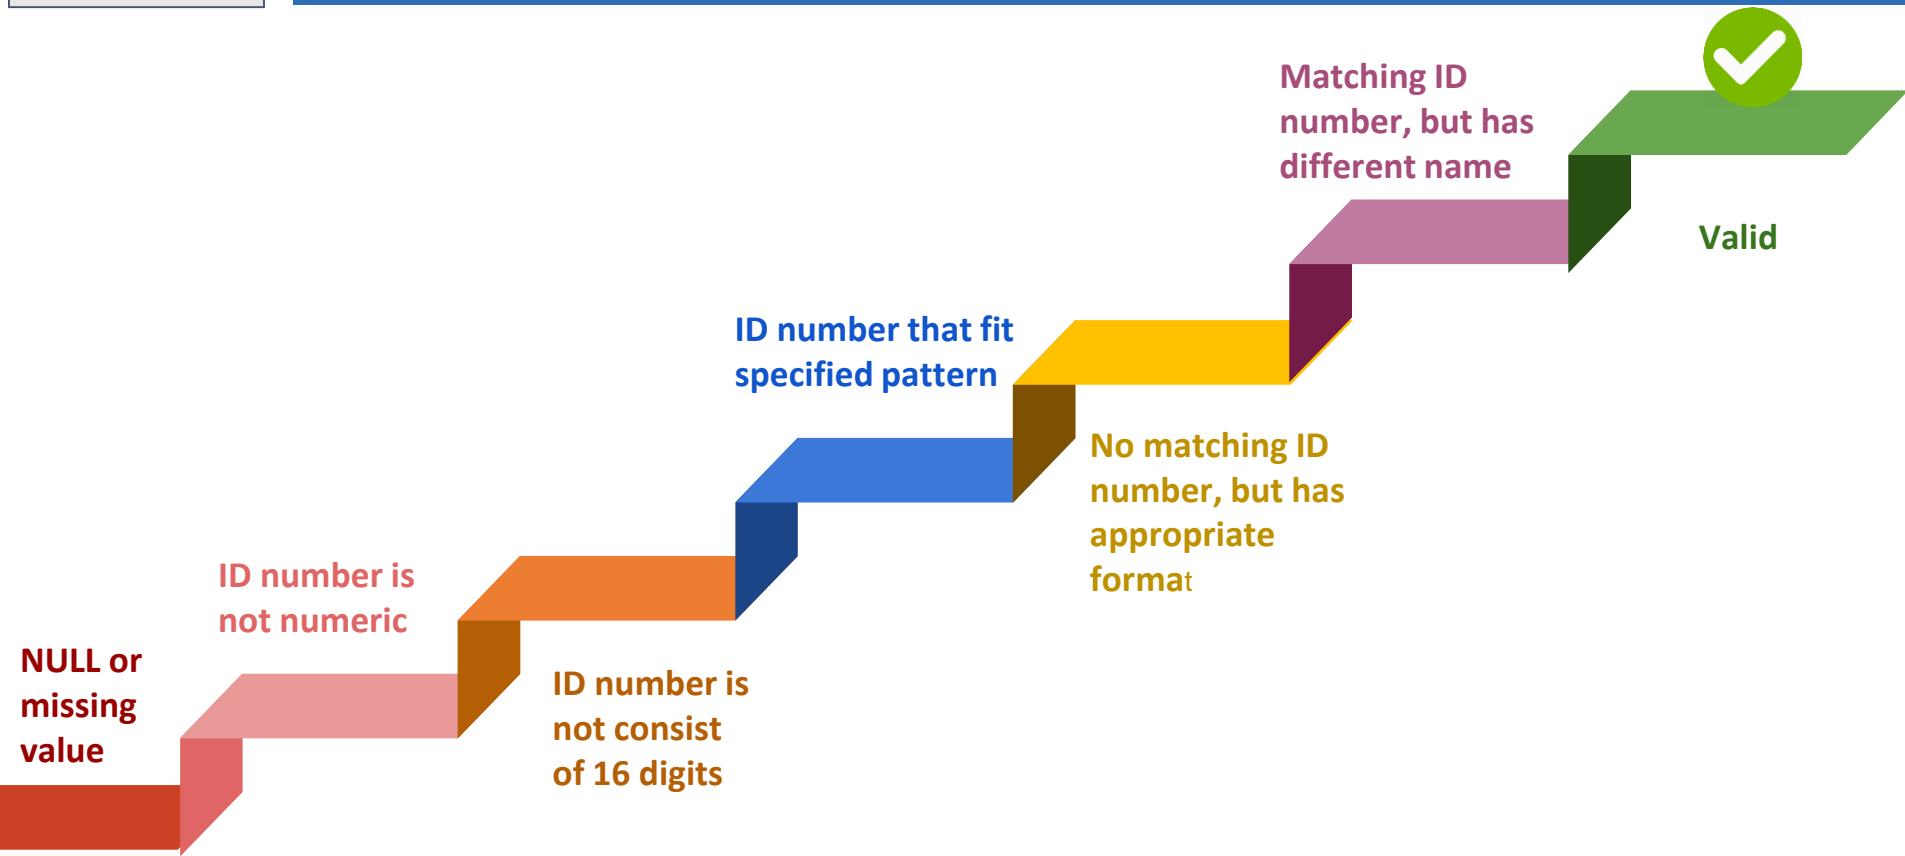 NULL or
missing
value
ID number is
not numeric
ID number is
not consist
of 16 digits
ID number that fit
specified pattern
No matching ID
number, but has
appropriate
format
Matching ID
number, but has
different name
Valid